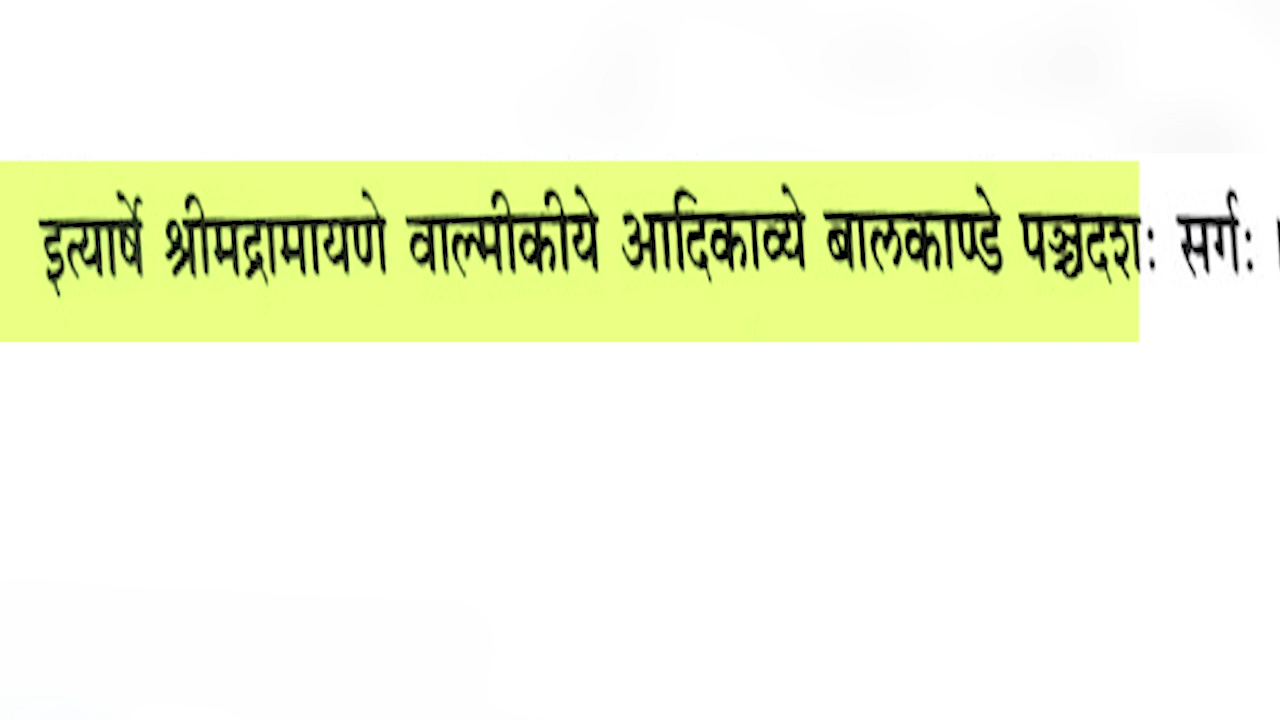 इत्यार्षे श्रीमद्रामायणे वाल्मीकीये आदिकाव्ये बालकाण्डे पञ्चदशः सर्गः ।